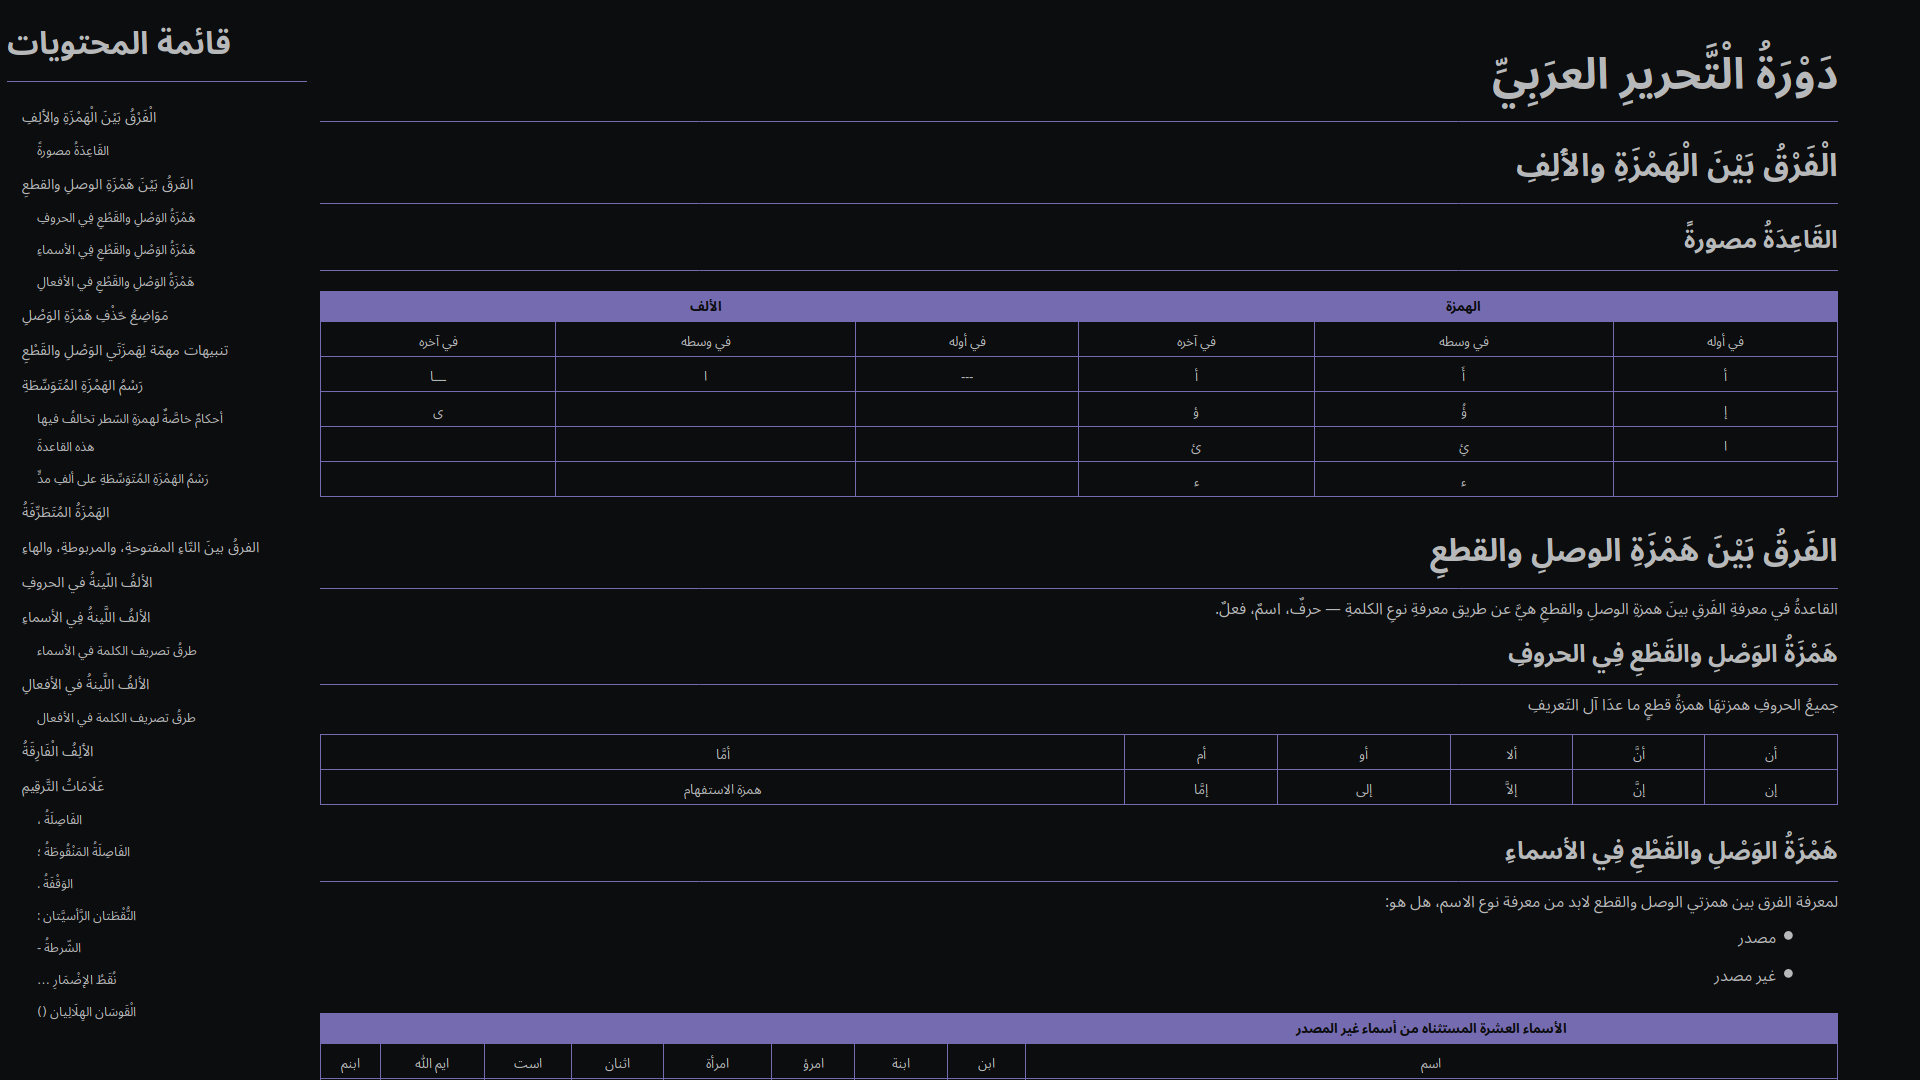 دَوْرَةُ الْتَّحريرِ العرَبِيِّ
الْفَرْقُ بَيْنَ الْهَمْزَةِ والألِفِ
القَاعِدَةُ مصورةً
الهمزة الألف
في أوله في وسطه في آخره في أوله في وسطه في آخره
أ أَ أ --- ا ـــا
إ ؤُ ؤ ى
ا ئِ ئ
ء ء
الفَرقُ بَيْنَ هَمْزَةِ الوصلِ والقطعِ
القاعدةُ في معرفةِ الفَرقِ بينَ همزةِ الوصلِ والقطعِ هيَّ عن طريق معرفةِ نوعِ الكلمةِ — حرفٌ، اسمٌ، فعلٌ.
هَمْزَةُ الوَصْلِ والقَطْعِ فِي الحروفِ
جميعُ الحروفِ همزتهَا همزةُ قطعٍ ما عدَا آل التَعريفِ
أن أنَّ ألا أو أم أمَّا
إن إنَّ إلاَّ إلى إمَّا همزة الاستفهام
هَمْزَةُ الوَصْلِ والقَطْعِ فِي الأسماءِ
لمعرفة الفرق بين همزتي الوصل والقطع لابد من معرفة نوع الاسم، هل هو:
● مصدر
● غير مصدر
الأسماء العشرة المستثناه من أسماء غير المصدر
اسم ابن ابنة امرؤ امرأة اثنان است ايم الله ابنم
قائمة المحتويات
الْفَرْقُ بَيْنَ الْهَمْزَةِ والألِفِ
القَاعِدَةُ مصورةً
الفَرقُ بَيْنَ هَمْزَةِ الوصلِ والقطعِ
هَمْزَةُ الوَصْلِ والقَطْعِ فِي الحروفِ
هَمْزَةُ الوَصْلِ والقَطْعِ فِي الأسماءِ
هَمْزَةُ الوَصْلِ والقَطْعِ في الأفعالِ
مَوَاضِعُ حَذْفِ هَمْزَةِ الوَصْلِ
تنبيهات مهمّة لِهَمزَتَي الوَصْلِ والقَطْعِ
رَسْمُ الهَمْزَةِ المُتَوَسِّطَةِ
أحكامٌ خاصَّةٌ لهمزةِ السّطر تخالفُ فيها
هذه القاعدةَ
رَسْمُ الهَمْزَةِ المُتَوَسِّطَةِ على ألفِ مدٍّ
الهَمْزَةُ المُتَطَرِّفَةُ
الفرقُ بينَ التّاءِ المفتوحةِ، والمربوطةِ، والهاءِ
الألفُ اللّينةُ في الحروفِ
الألفُ اللَّينةُ فِي الأسماءِ
طرقُ تصريف الكلمة في الأسماء
الألفُ اللَّينةُ في الأفعالِ
طرقُ تصريف الكلمة في الأفعال
الألِفُ الْفَارِقَةُ
عَلَامَاتُ التَّرقِيمِ
الفَاصِلَةُ ،
الفَاصِلَةُ المَنْقُوطَةُ ؛
الوَقْفَةُ .
النُّقْطَتان الرَّأسيَّتان :
الشّرطةُ -
نُقَطُ الإضْمَارِ ...
الْقَوسَان الهِلَالِيان ()